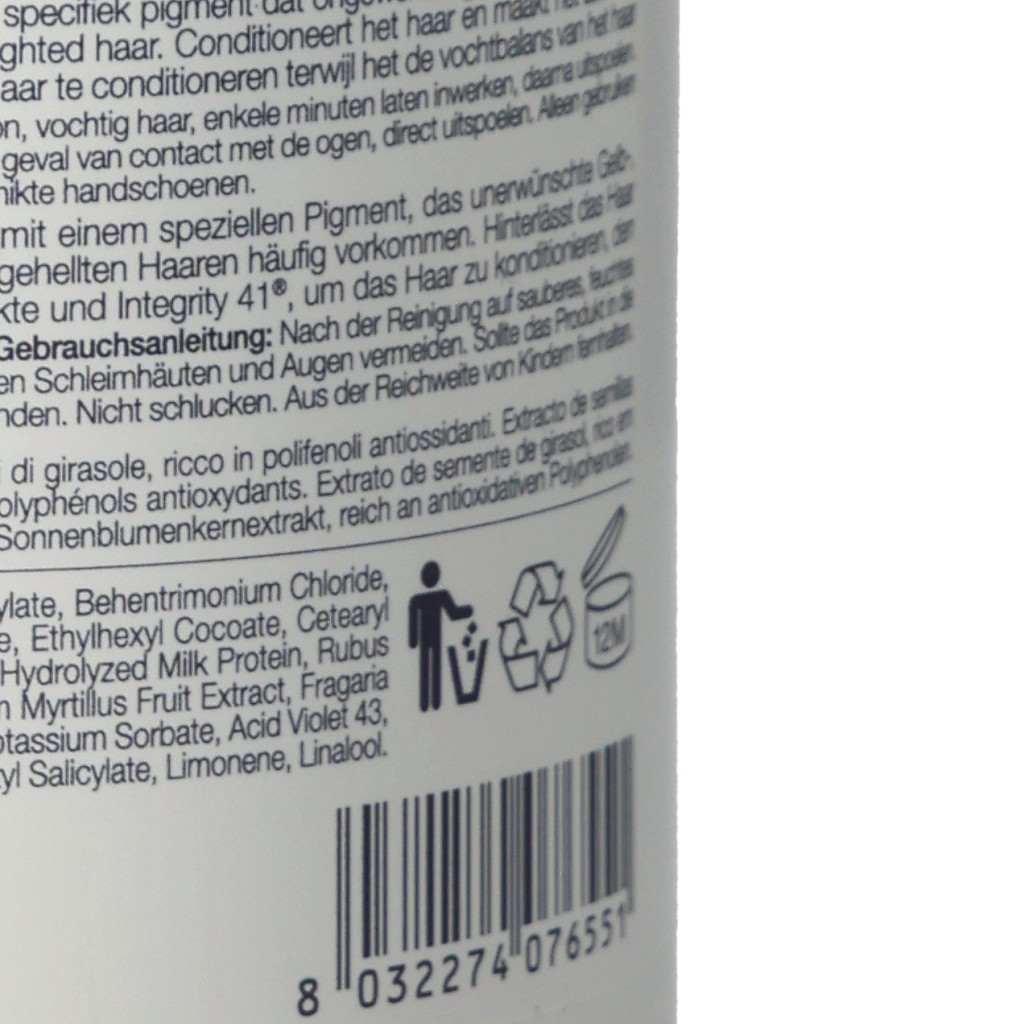 specifiek pigment dat
ghted haar. Conditioneert het haar en maakt het
aar te conditioneren terwijl het de vochtbalans van het haar
on, vochtig haar, enkele minuten laten inwerken, daarna uitspoelen.
geval van contact met de ogen, direct uitspoelen. Alleen gebruiken
hikte handschoenen.
mit einem speziellen Pigment, das unerwünschte Gelb-
gehellten Haaren häufig vorkommen. Hinterlässt das Haar
kte und Integrity 41®, um das Haar zu konditionieren, den
Gebrauchsanleitung: Nach der Reinigung auf sauberes, feuchtes
en Schleimhäuten und Augen vermeiden. Sollte das Produkt in die
nden. Nicht schlucken. Aus der Reichweite von Kindern fernhalten.
i di girasole, ricco in polifenoli antiossidanti. Extracto de semillas
olyphénols antioxydants. Extrato de semente de girasol, rico em
Sonnenblumenkernextrakt, reich an antioxidativen Polyphenolen.
ylate, Behentrimonium Chloride,
e, Ethylhexyl Cocoate, Cetearyl
Hydrolyzed Milk Protein, Rubus
m Myrtillus Fruit Extract, Fragaria
otassium Sorbate, Acid Violet 43,
yl Salicylate, Limonene, Linalool.
12M
8 032274 076551